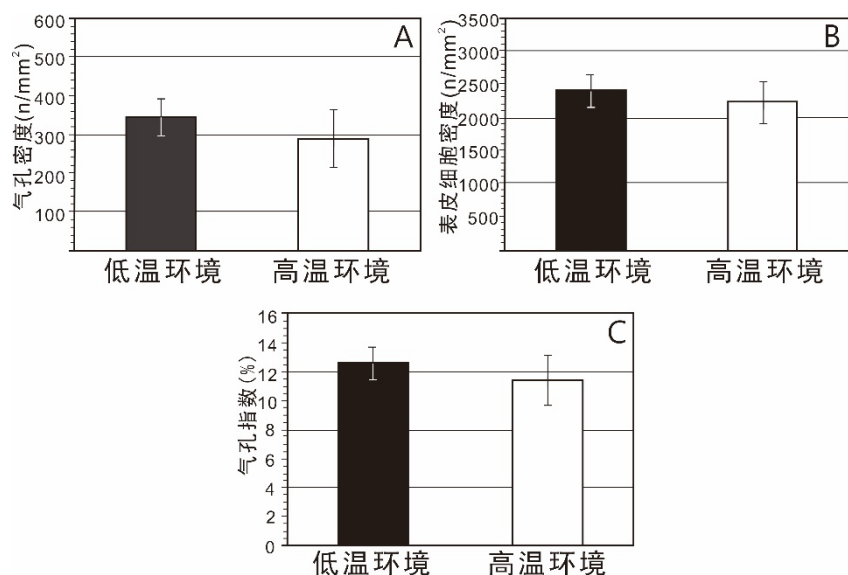 A
气孔密度(n/mm²)
600
500
400
300
200
100
低温环境
高温环境
B
表皮细胞密度(n/mm²)
3500
3000
2500
2000
1500
1000
500
低温环境
高温环境
C
气孔指数(%)
16
14
12
10
8
6
4
2
0
低温环境
高温环境